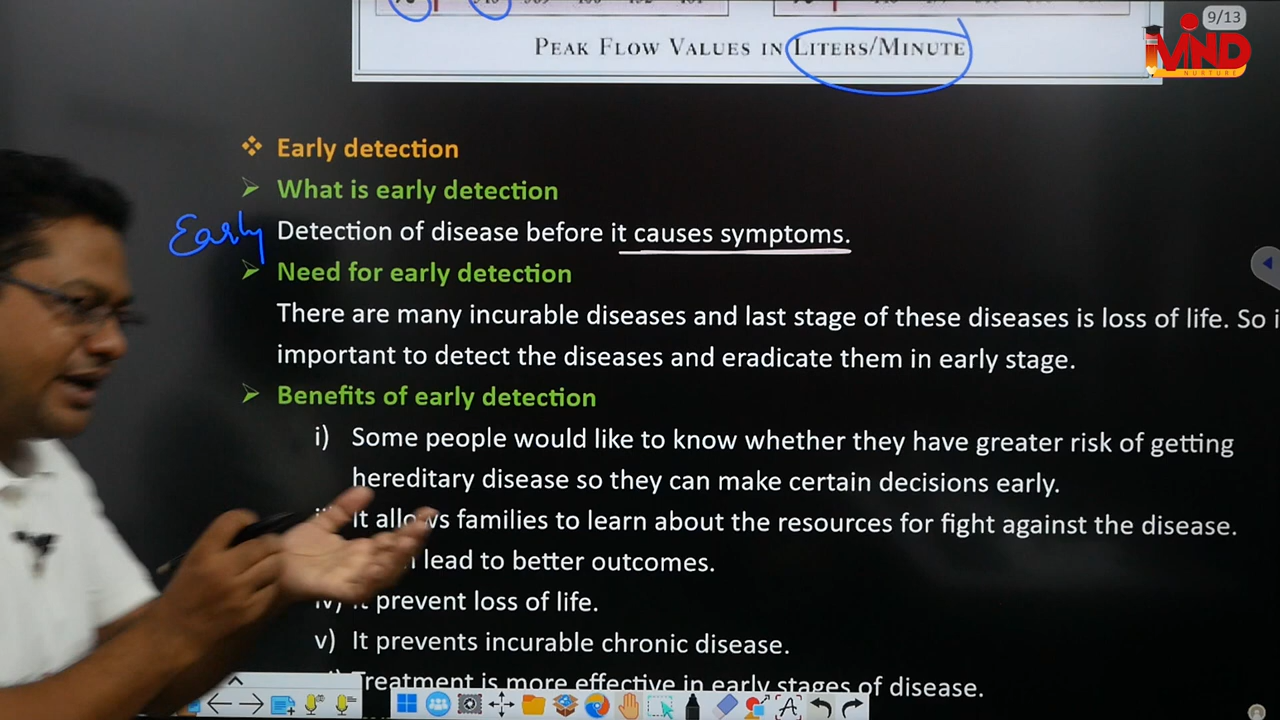 9/13
MIND
NURTURE
PEAK FLOW VALUES IN LITERS/MINUTE
Early detection
What is early detection
Early Detection of disease before it causes symptoms.
Need for early detection
There are many incurable diseases and last stage of these diseases is loss of life. So
important to detect the diseases and eradicate them in early stage.
Benefits of early detection
i) Some people would like to know whether they have greater risk of getting
hereditary disease so they can make certain decisions early.
It allows families to learn about the resources for fight against the disease.
lead to better outcomes.
iv) It prevent loss of life.
v) It prevents incurable chronic disease.
Treatment is more effective in early stages of disease.